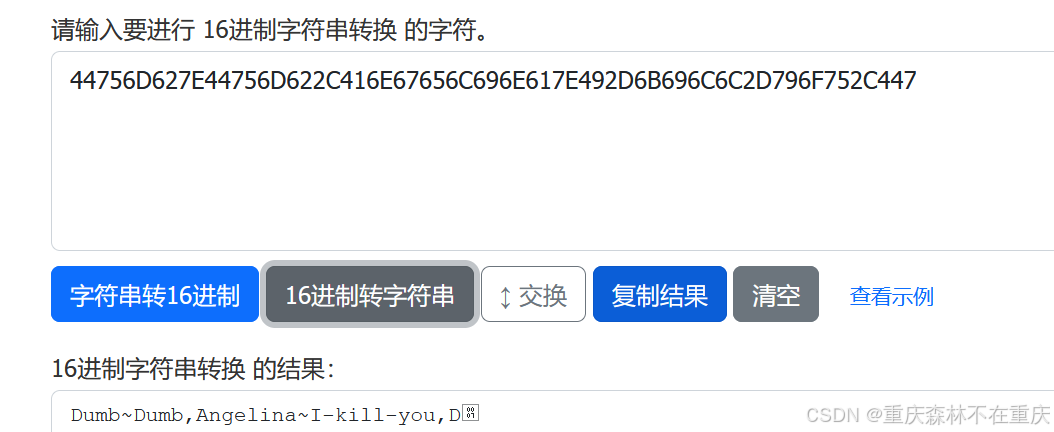 请输入要进行 16进制字符串转换 的字符。
44756D627E44756D622C416E67656C696E617E492D6B696C6C2D796F752C447
字符串转16进制 16进制转字符串 ↕ 交换 复制结果 清空 查看示例
16进制字符串转换 的结果：
Dumb~Dumb,Angelina~I-kill-you,D
CSDN @重庆森林不在重庆